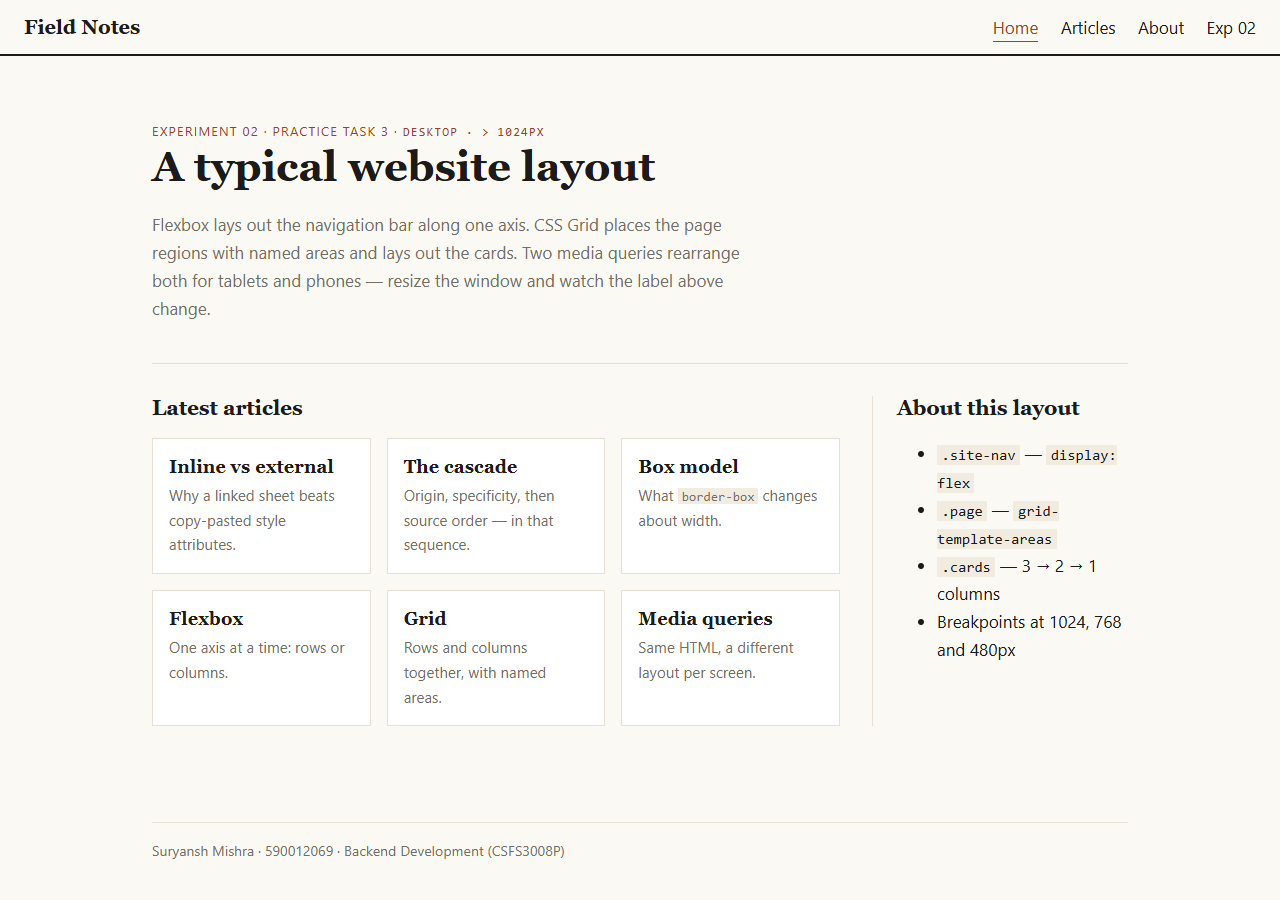 Field Notes
Home Articles About Exp 02
EXPERIMENT 02 · PRACTICE TASK 3 · DESKTOP · > 1024PX
A typical website layout
Flexbox lays out the navigation bar along one axis. CSS Grid places the page
regions with named areas and lays out the cards. Two media queries rearrange
both for tablets and phones — resize the window and watch the label above
change.
Latest articles
Inline vs external
Why a linked sheet beats
copy-pasted style
attributes.
The cascade
Origin, specificity, then
source order — in that
sequence.
Box model
What border-box changes
about width.
Flexbox
One axis at a time: rows or
columns.
Grid
Rows and columns
together, with named
areas.
Media queries
Same HTML, a different
layout per screen.
About this layout
• .site-nav — display:
flex
• .page — grid-
template-areas
• .cards — 3 → 2 → 1
columns
• Breakpoints at 1024, 768
and 480px
Suryansh Mishra · 590012069 · Backend Development (CSFS3008P)